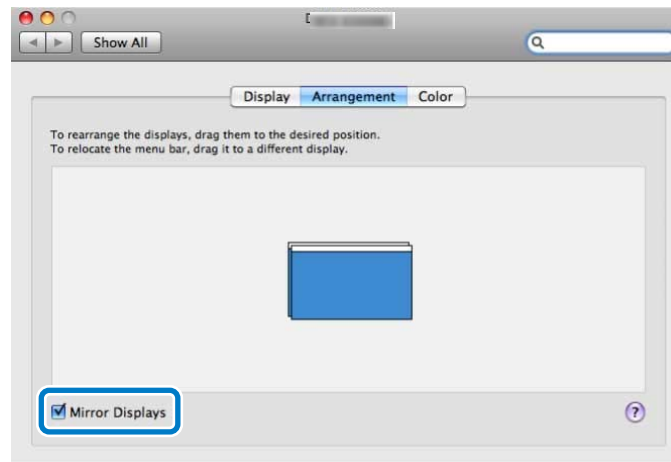 Show All
Display Arrangement Color
To rearrange the displays, drag them to the desired position.
To relocate the menu bar, drag it to a different display.
Mirror Displays
?